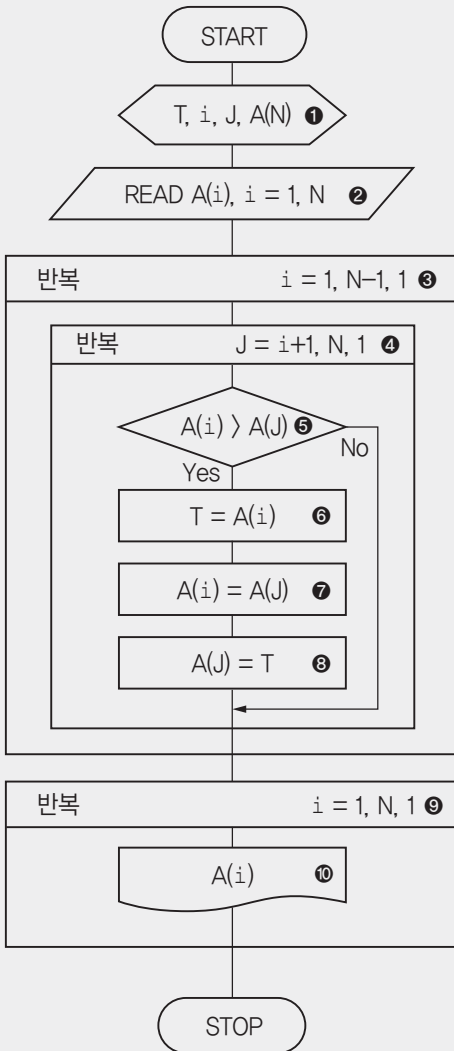 START
T, i, J, A(N) ❶
READ A(i), i = 1, N ❷
반복 i = 1, N−1, 1 ❸
반복 J = i+1, N, 1 ❹
A(i) 〉 A(J) ❺
No
Yes
T = A(i) ❻
A(i) = A(J) ❼
A(J) = T ❽
반복 i = 1, N, 1 ❾
A(i) ❿
STOP